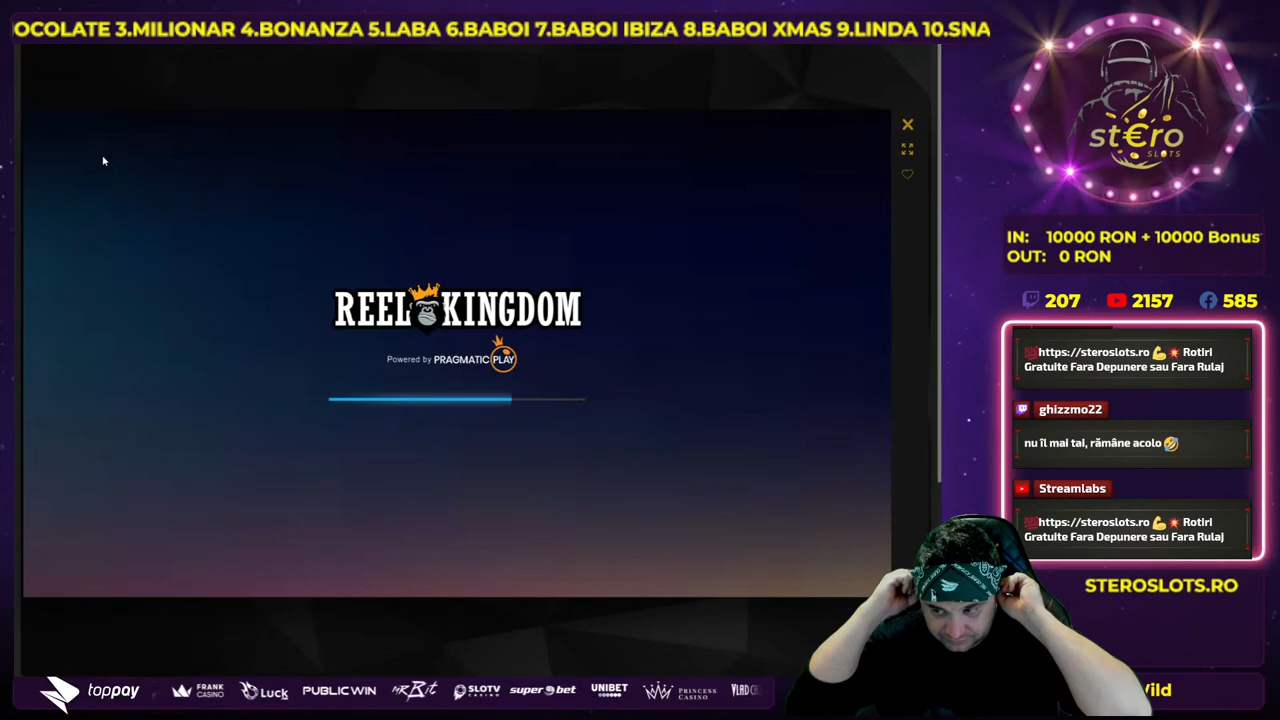 OCOLATE 3.MILIONAR 4.BONANZA 5.LABA 6.BABOI 7.BABOI IBIZA 8.BABOI XMAS 9.LINDA 10.SNA
st€ro
SLOTS
REEL KINGDOM
Powered by PRAGMATIC PLAY
IN: 10000 RON + 10000 Bonus
OUT: 0 RON
207 2157 585
💯https://steroslots.ro 💪💥 Rotiri
Gratuite Fara Depunere sau Fara Rulaj
ghizzmo22
nu îl mai tai, rămâne acolo 🤣
Streamlabs
💯https://steroslots.ro 💪💥 Rotiri
Gratuite Fara Depunere sau Fara Rulaj
STEROSLOTS.RO
toppay FRANK CASINO Luck PUBLICWIN MR BIT SLOTV CASINO superbet UNIBET PRINCESS CASINO VLAD